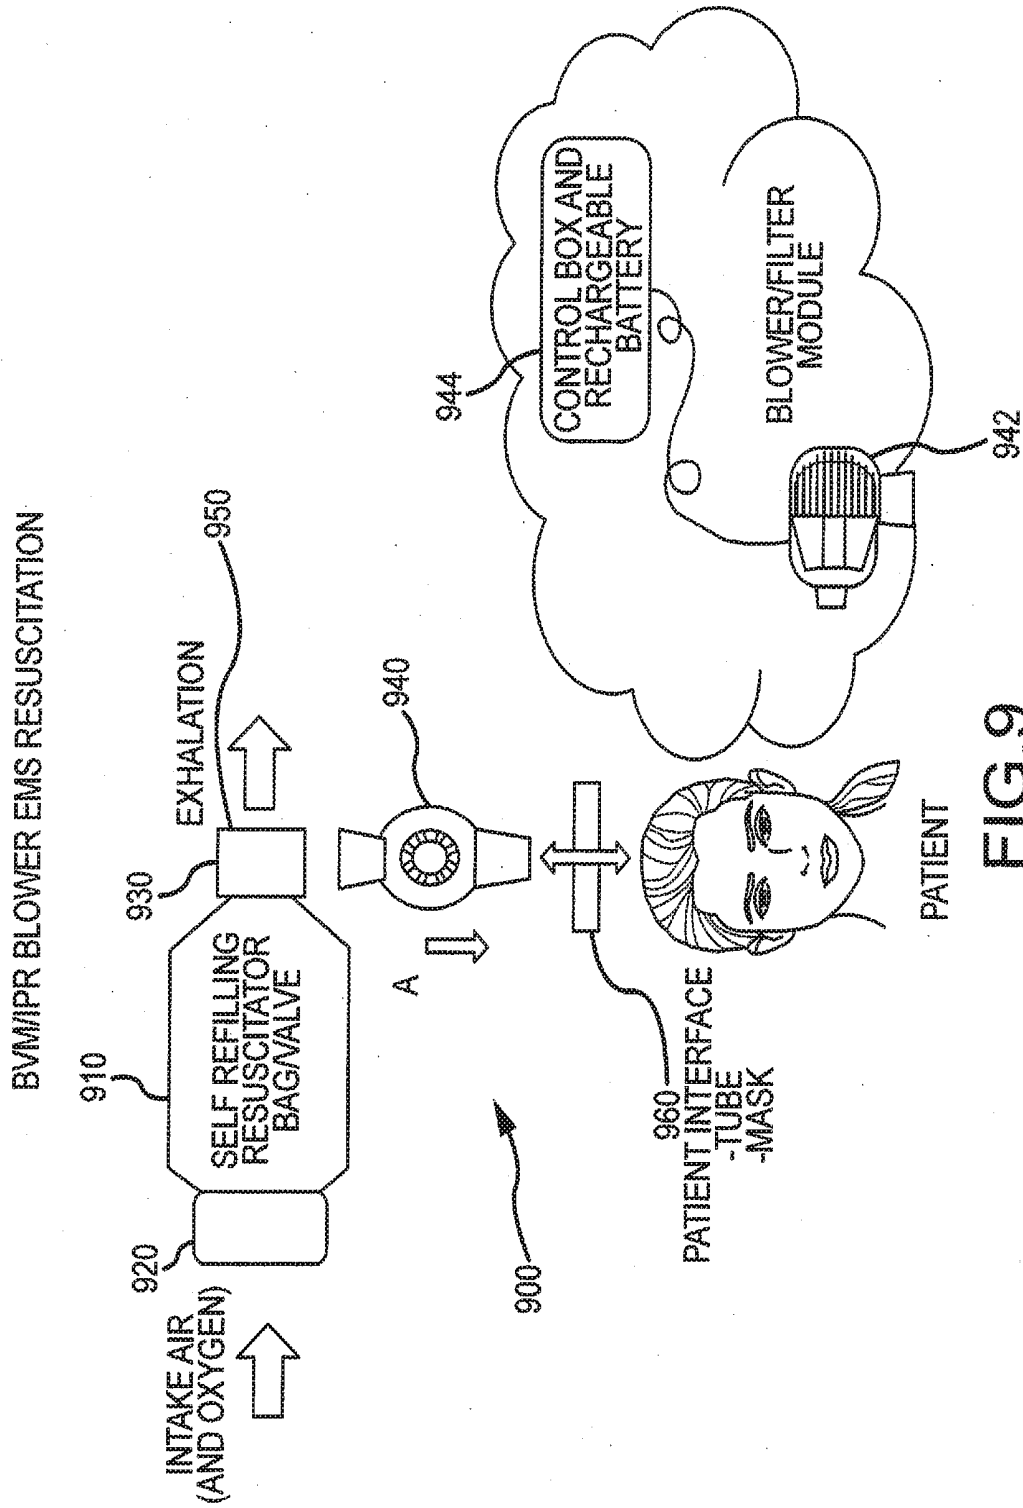 BVM/IPR BLOWER EMS RESUSCITATION
INTAKE AIR
(AND OXYGEN)
920
910
SELF REFILLING
RESUSCITATOR
BAG/VALVE
930
EXHALATION
950
A
940
944
CONTROL BOX AND
RECHARGEABLE
BATTERY
900
960
PATIENT INTERFACE
-TUBE
-MASK
BLOWER/FILTER
MODULE
942
PATIENT
FIG.9